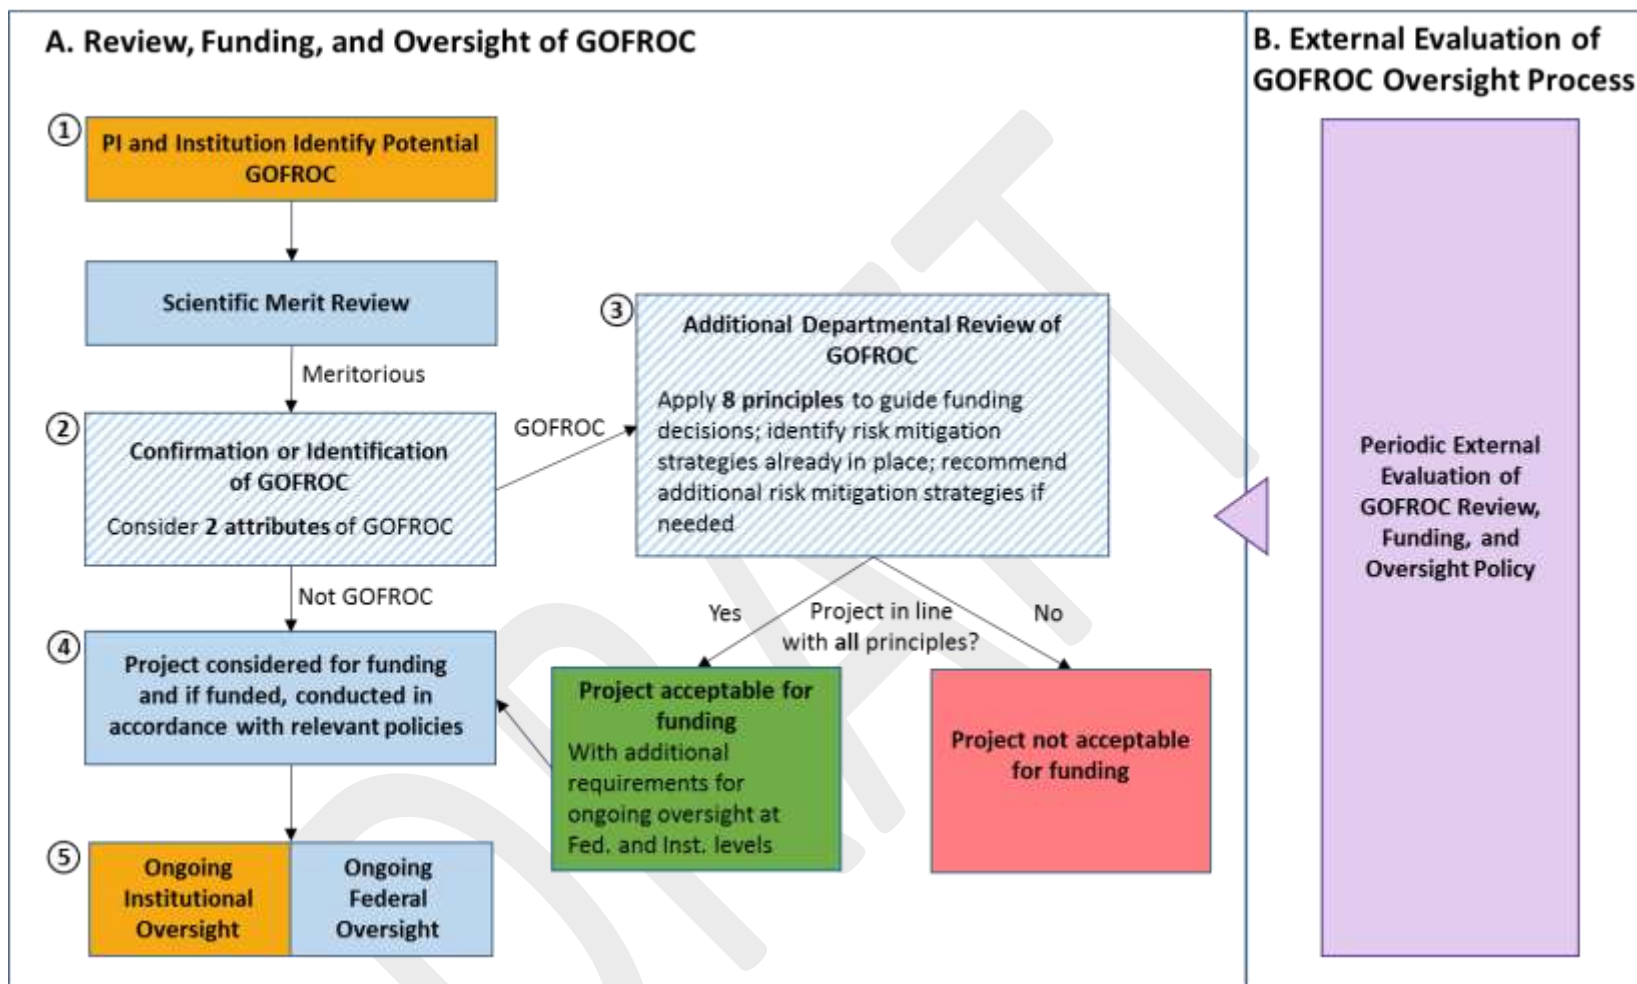 A. Review, Funding, and Oversight of GOFROC
①
PI and Institution Identify Potential
GOFROC
Scientific Merit Review
Meritorious
②
Confirmation or Identification
of GOFROC
Consider 2 attributes of GOFROC
GOFROC
③
Additional Departmental Review of
GOFROC
Apply 8 principles to guide funding
decisions; identify risk mitigation
strategies already in place; recommend
additional risk mitigation strategies if
needed
Not GOFROC
Yes
Project in line
with all principles?
No
④
Project considered for funding
and if funded, conducted in
accordance with relevant policies
Project acceptable for
funding
With additional
requirements for
ongoing oversight at
Fed. and Inst. levels
Project not acceptable
for funding
⑤
Ongoing
Institutional
Oversight
Ongoing
Federal
Oversight
B. External Evaluation of
GOFROC Oversight Process
Periodic External
Evaluation of
GOFROC Review,
Funding, and
Oversight Policy
DRAFT